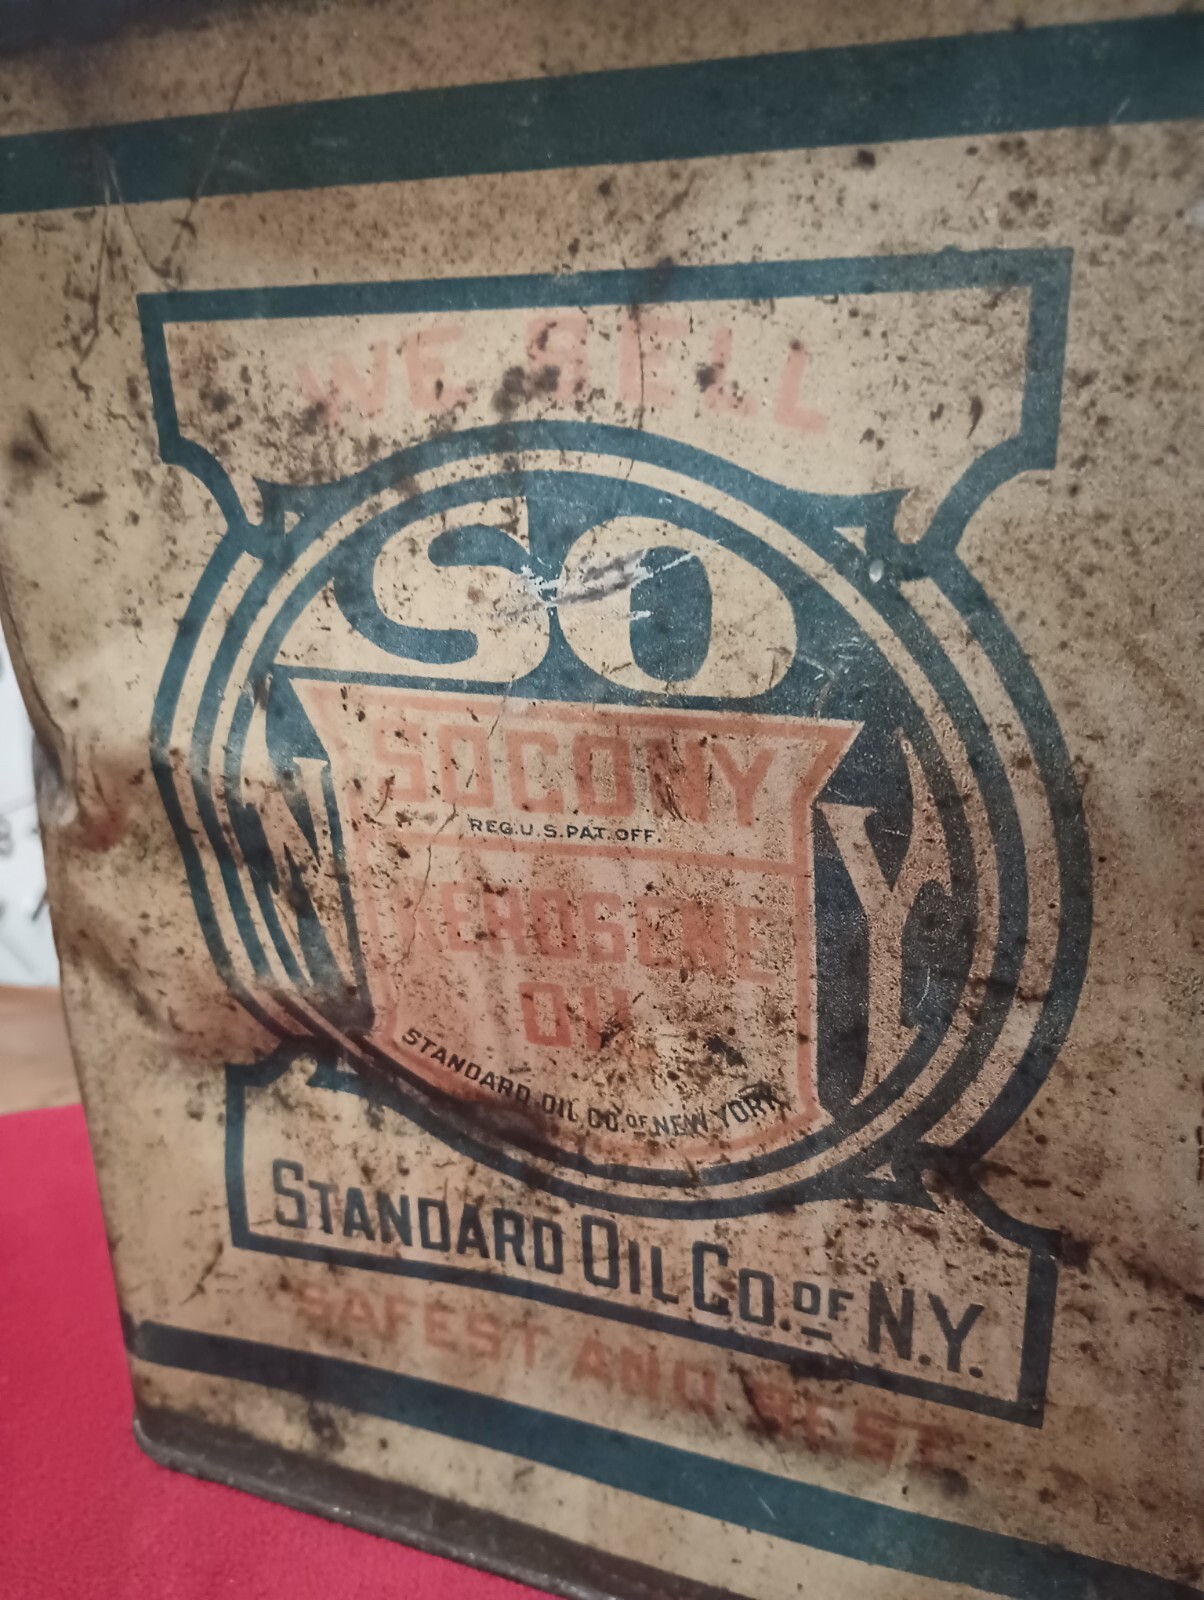 WE SELL
SO
N Y
SOCONY
REG. U.S. PAT. OFF.
KEROSENE
OIL
STANDARD OIL CO. OF NEW YORK
STANDARD OIL CO. OF N.Y.
SAFEST AND BEST